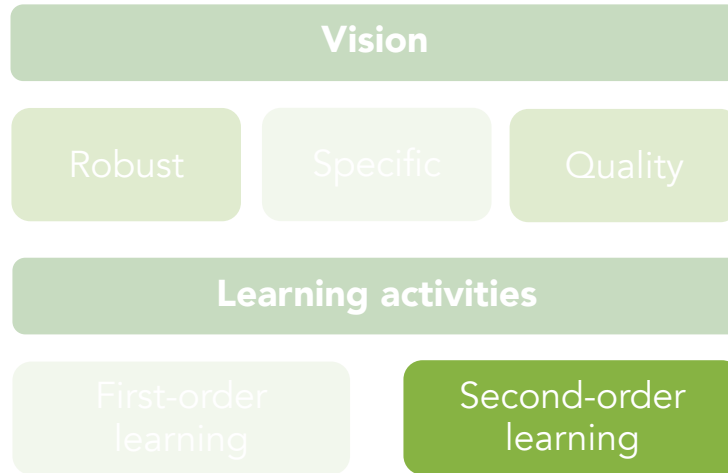 Vision
Robust
Specific
Quality
Learning activities
First-order
learning
Second-order
learning